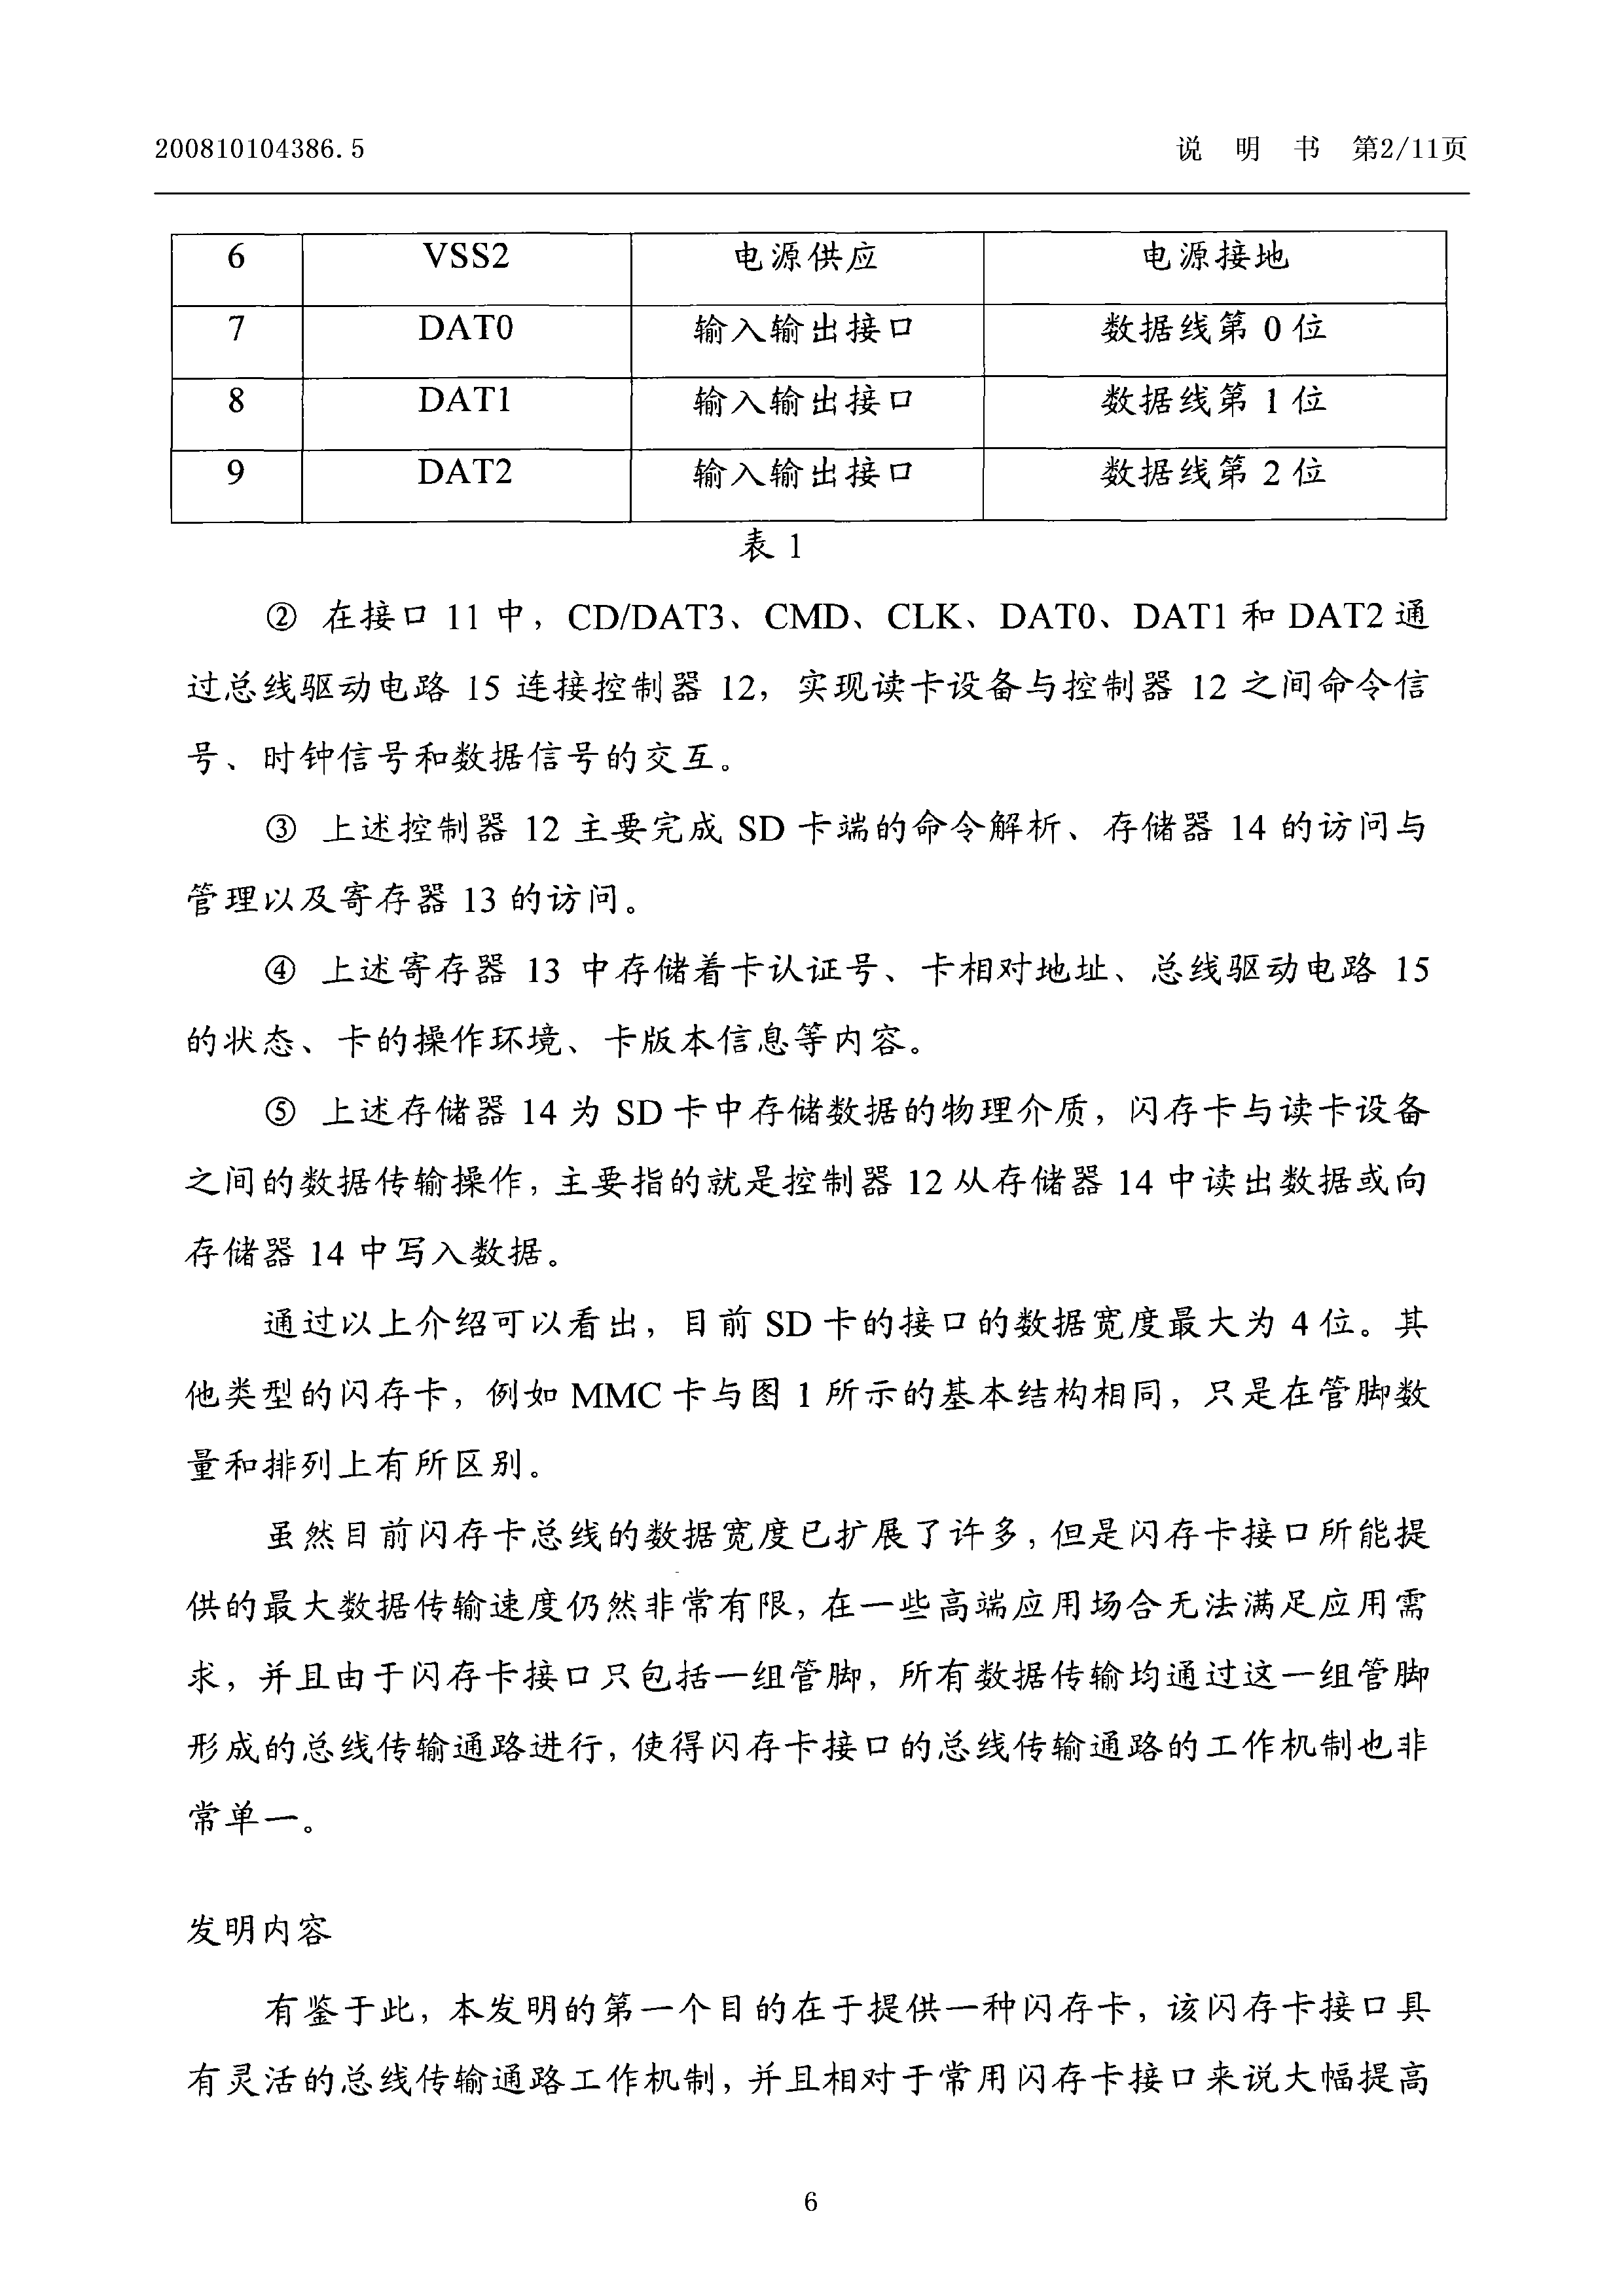 200810104386.5 说 明 书 第2/11页
6 VSS2 电源供应 电源接地
7 DAT0 输入输出接口 数据线第 0 位
8 DAT1 输入输出接口 数据线第 1 位
9 DAT2 输入输出接口 数据线第 2 位
表 1
② 在接口 11 中，CD/DAT3、CMD、CLK、DAT0、DAT1 和 DAT2 通
过总线驱动电路 15 连接控制器 12，实现读卡设备与控制器 12 之间命令信
号、时钟信号和数据信号的交互。
③ 上述控制器 12 主要完成 SD 卡端的命令解析、存储器 14 的访问与
管理以及寄存器 13 的访问。
④ 上述寄存器 13 中存储着卡认证号、卡相对地址、总线驱动电路 15
的状态、卡的操作环境、卡版本信息等内容。
⑤ 上述存储器 14 为 SD 卡中存储数据的物理介质，闪存卡与读卡设备
之间的数据传输操作，主要指的就是控制器 12 从存储器 14 中读出数据或向
存储器 14 中写入数据。
通过以上介绍可以看出，目前 SD 卡的接口的数据宽度最大为 4 位。其
他类型的闪存卡，例如 MMC 卡与图 1 所示的基本结构相同，只是在管脚数
量和排列上有所区别。
虽然目前闪存卡总线的数据宽度已扩展了许多，但是闪存卡接口所能提
供的最大数据传输速度仍然非常有限，在一些高端应用场合无法满足应用需
求，并且由于闪存卡接口只包括一组管脚，所有数据传输均通过这一组管脚
形成的总线传输通路进行，使得闪存卡接口的总线传输通路的工作机制也非
常单一。
发明内容
有鉴于此，本发明的第一个目的在于提供一种闪存卡，该闪存卡接口具
有灵活的总线传输通路工作机制，并且相对于常用闪存卡接口来说大幅提高
6